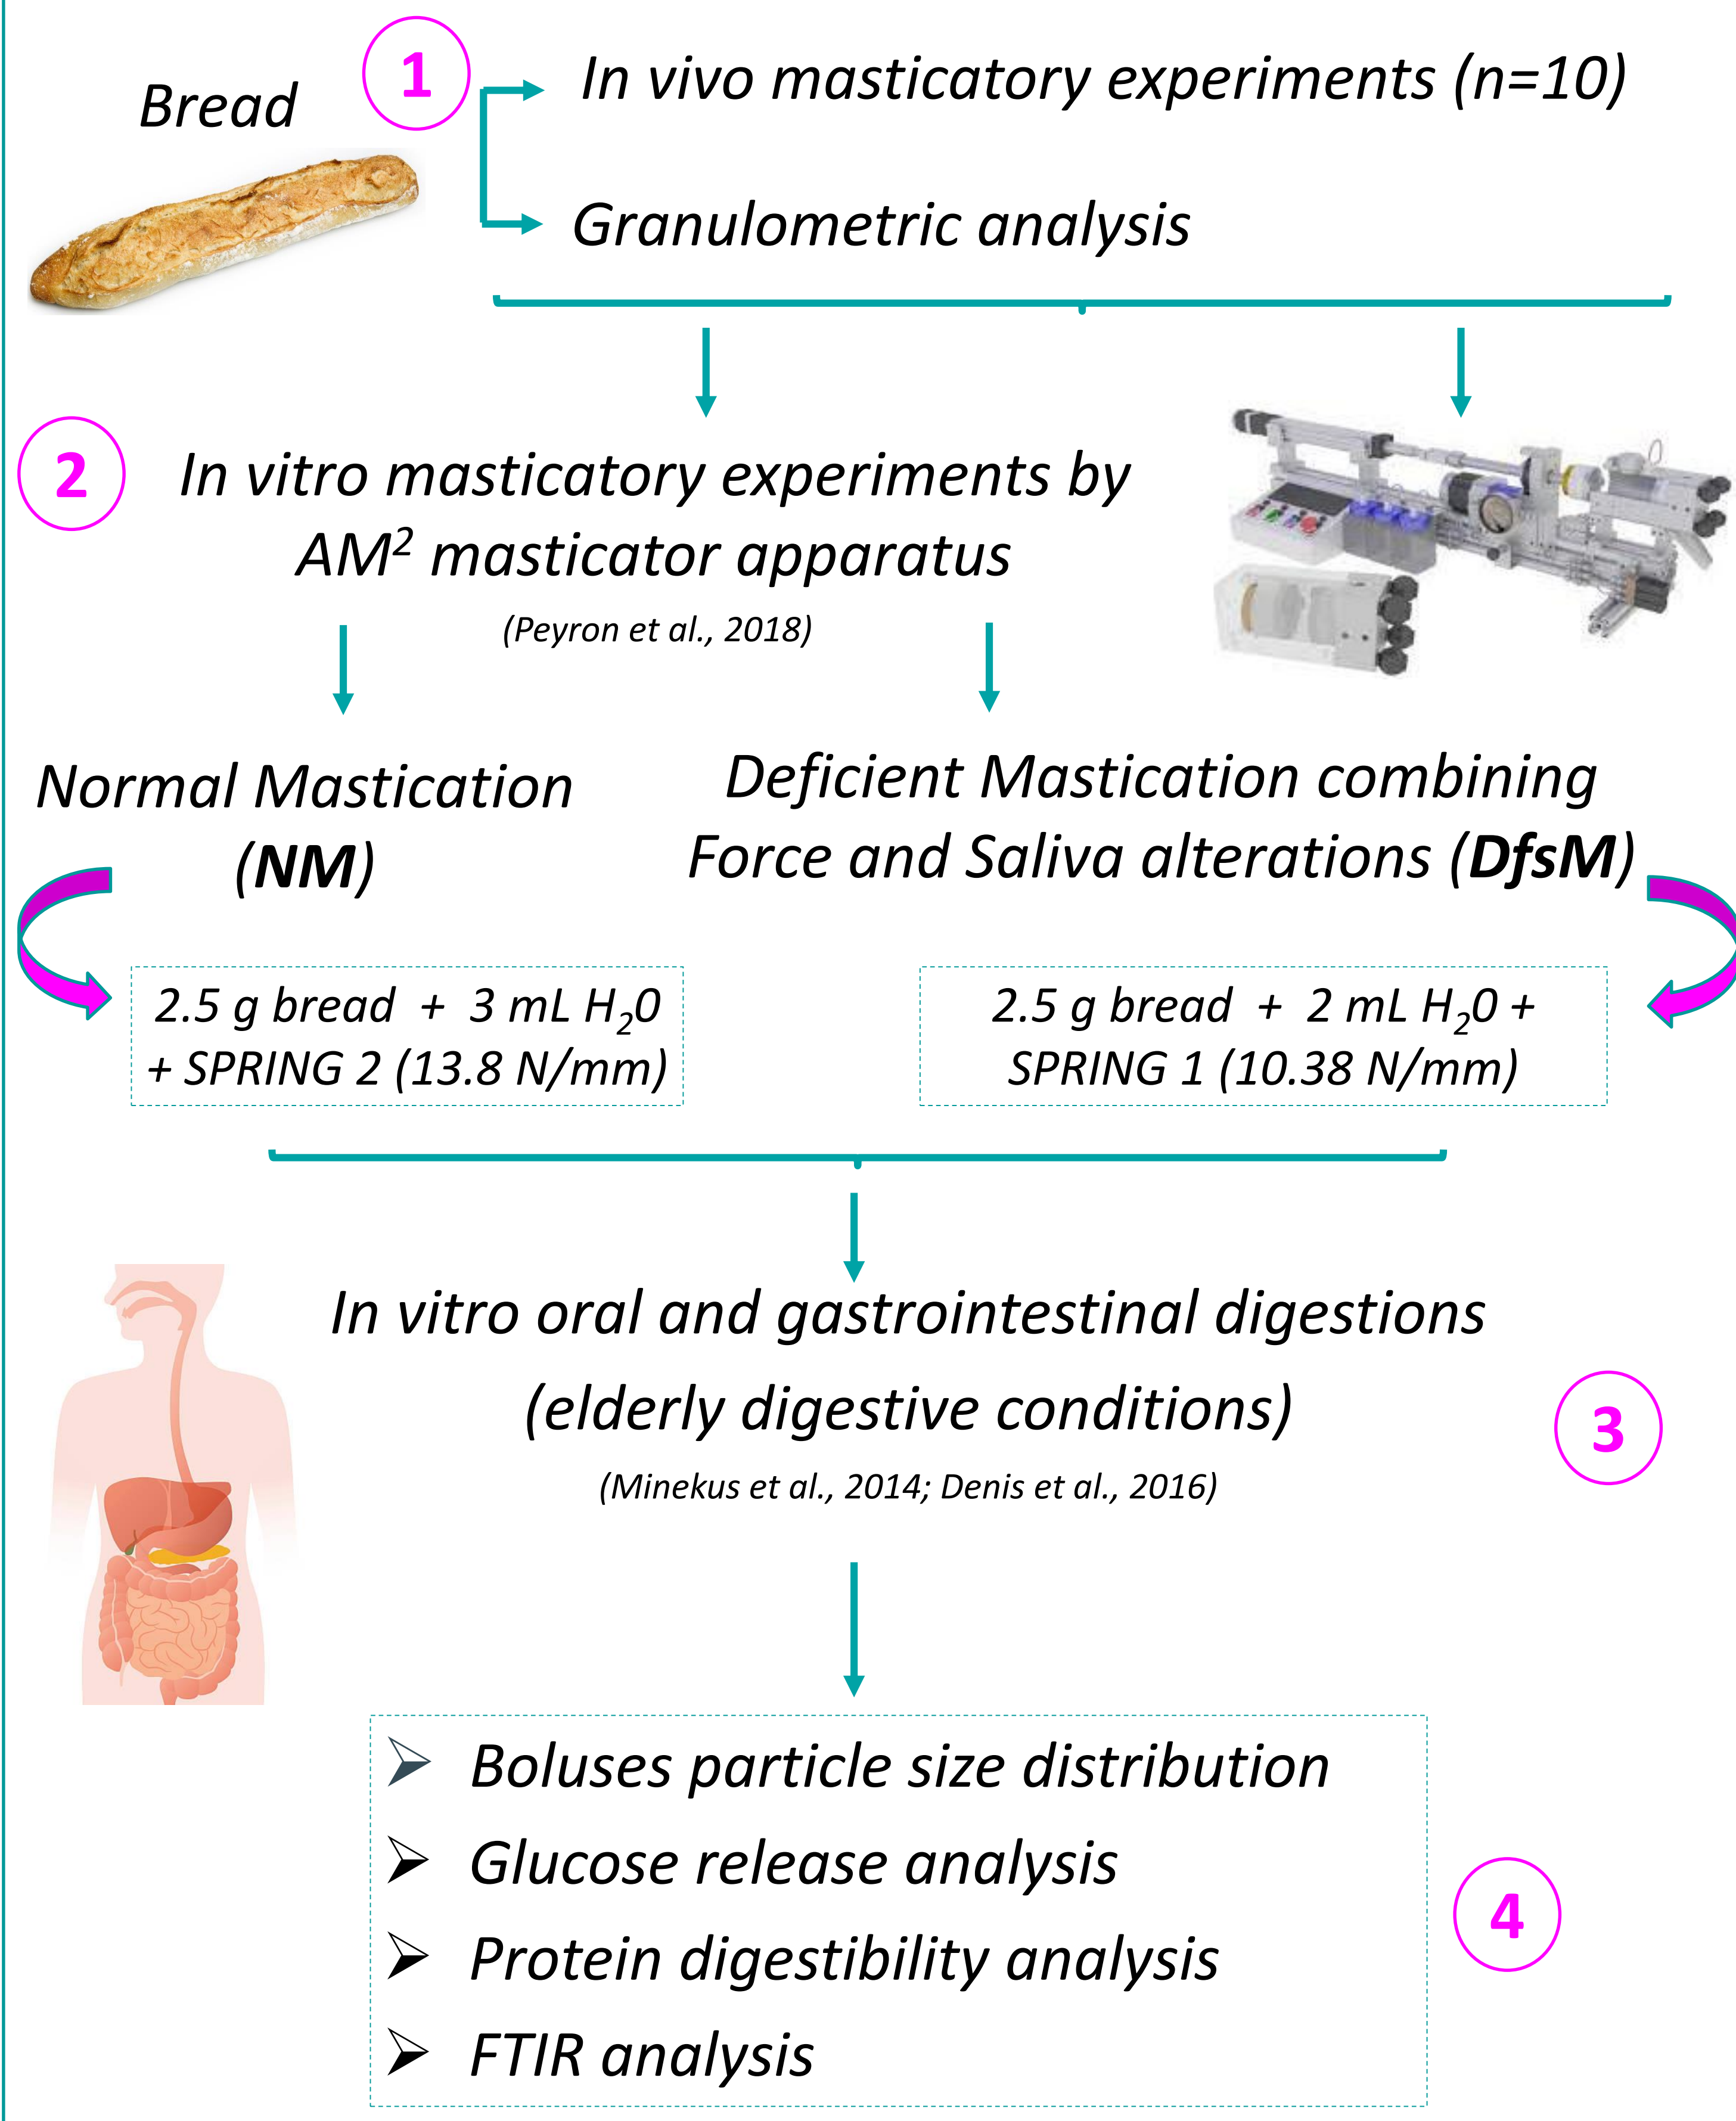 1
In vivo masticatory experiments (n=10)
Bread
Granulometric analysis
2
In vitro masticatory experiments by
AM² masticator apparatus
(Peyron et al., 2018)
Normal Mastication
(NM)
Deficient Mastication combining
Force and Saliva alterations (DfsM)
2.5 g bread + 3 mL H₂0
+ SPRING 2 (13.8 N/mm)
2.5 g bread + 2 mL H₂0 +
SPRING 1 (10.38 N/mm)
In vitro oral and gastrointestinal digestions
(elderly digestive conditions)
(Minekus et al., 2014; Denis et al., 2016)
3
➢ Boluses particle size distribution
➢ Glucose release analysis
➢ Protein digestibility analysis
➢ FTIR analysis
4